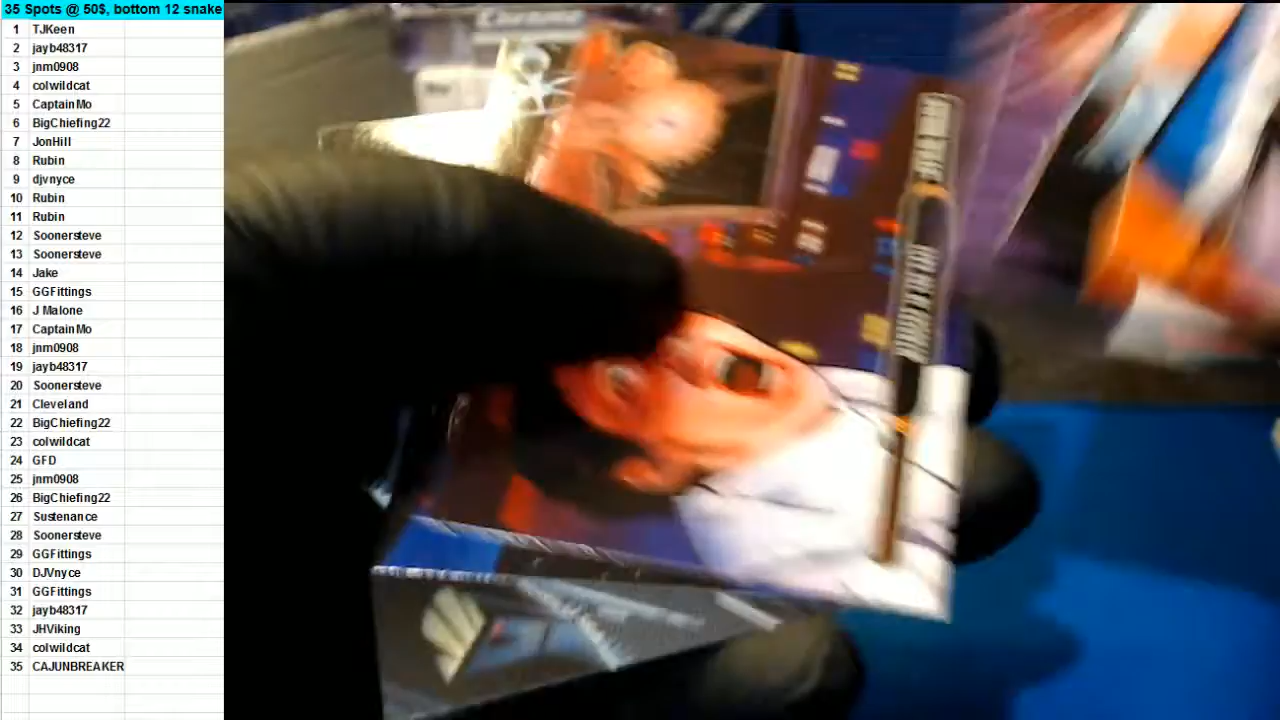 35 Spots @ 50$, bottom 12 snake
1 TJKeen
2 jayb48317
3 jnm0908
4 colwildcat
5 CaptainMo
6 BigChiefing22
7 JonHill
8 Rubin
9 djvnyce
10 Rubin
11 Rubin
12 Soonersteve
13 Soonersteve
14 Jake
15 GGFittings
16 J Malone
17 CaptainMo
18 jnm0908
19 jayb48317
20 Soonersteve
21 Cleveland
22 BigChiefing22
23 colwildcat
24 GFD
25 jnm0908
26 BigChiefing22
27 Sustenance
28 Soonersteve
29 GGFittings
30 DJVnyce
31 GGFittings
32 jayb48317
33 JHViking
34 colwildcat
35 CAJUNBREAKER